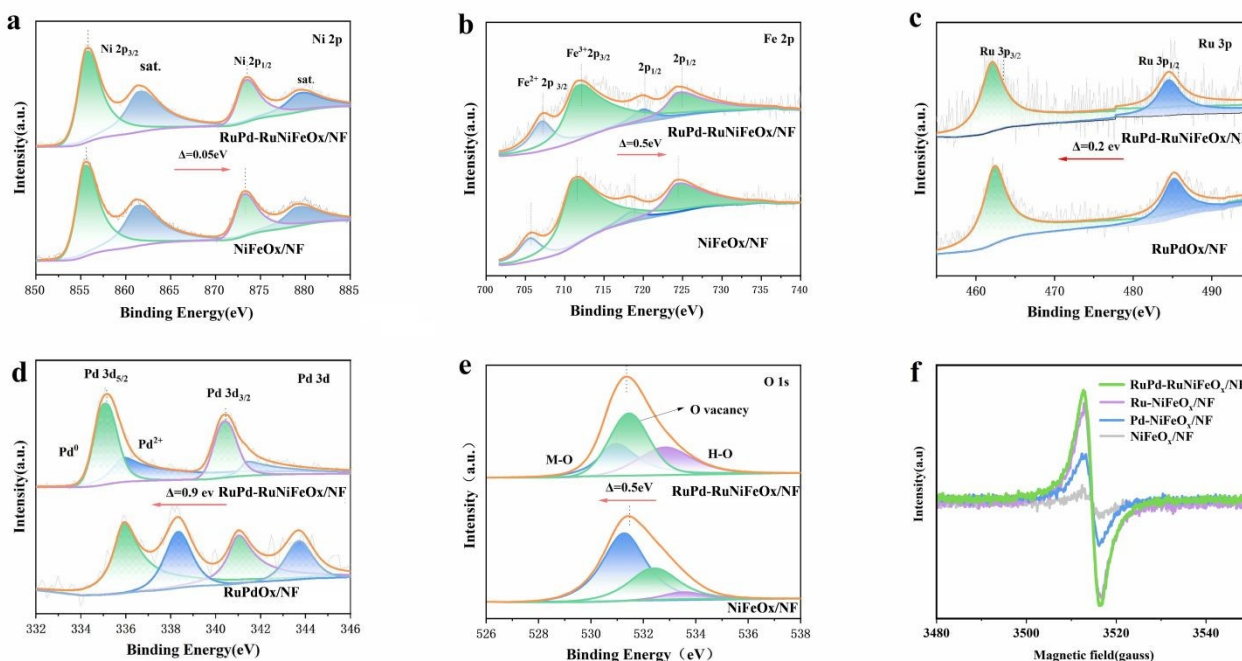 a
Ni 2p
Ni 2p3/2
sat.
Ni 2p1/2
sat.
RuPd-RuNiFeOx/NF
Δ=0.05eV
NiFeOx/NF
Intensity(a.u.)
850 855 860 865 870 875 880 885
Binding Energy(eV)
b
Fe 2p
Fe2+ 2p 3/2
Fe3+2p3/2
2p1/2
2p1/2
RuPd-RuNiFeOx/NF
Δ=0.5eV
NiFeOx/NF
Intensity(a.u.)
700 705 710 715 720 725 730 735 740
Binding Energy(eV)
c
Ru 3p
Ru 3p3/2
Ru 3p1/2
RuPd-RuNiFeOx/NF
Δ=0.2 ev
RuPdOx/NF
Intensity(a.u.)
460 470 480 490
Binding Energy(eV)
d
Pd 3d
Pd 3d5/2
Pd 3d3/2
Pd0
Pd2+
RuPd-RuNiFeOx/NF
Δ=0.9 ev
RuPdOx/NF
Intensity(a.u.)
332 334 336 338 340 342 344 346
Binding Energy(eV)
e
O 1s
O vacancy
M-O
H-O
RuPd-RuNiFeOx/NF
Δ=0.5eV
NiFeOx/NF
Intensity（a.u.）
526 528 530 532 534 536 538
Binding Energy（eV）
f
RuPd-RuNiFeOx/NF
Ru-NiFeOx/NF
Pd-NiFeOx/NF
NiFeOx/NF
Intensity(a.u)
3480 3500 3520 3540
Magnetic field(gauss)